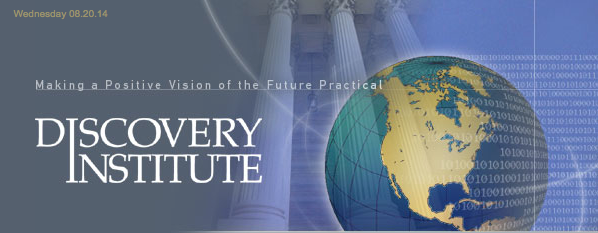 Wednesday 08.20.14
Making a Positive Vision of the Future Practical
DISCOVERY
INSTITUTE